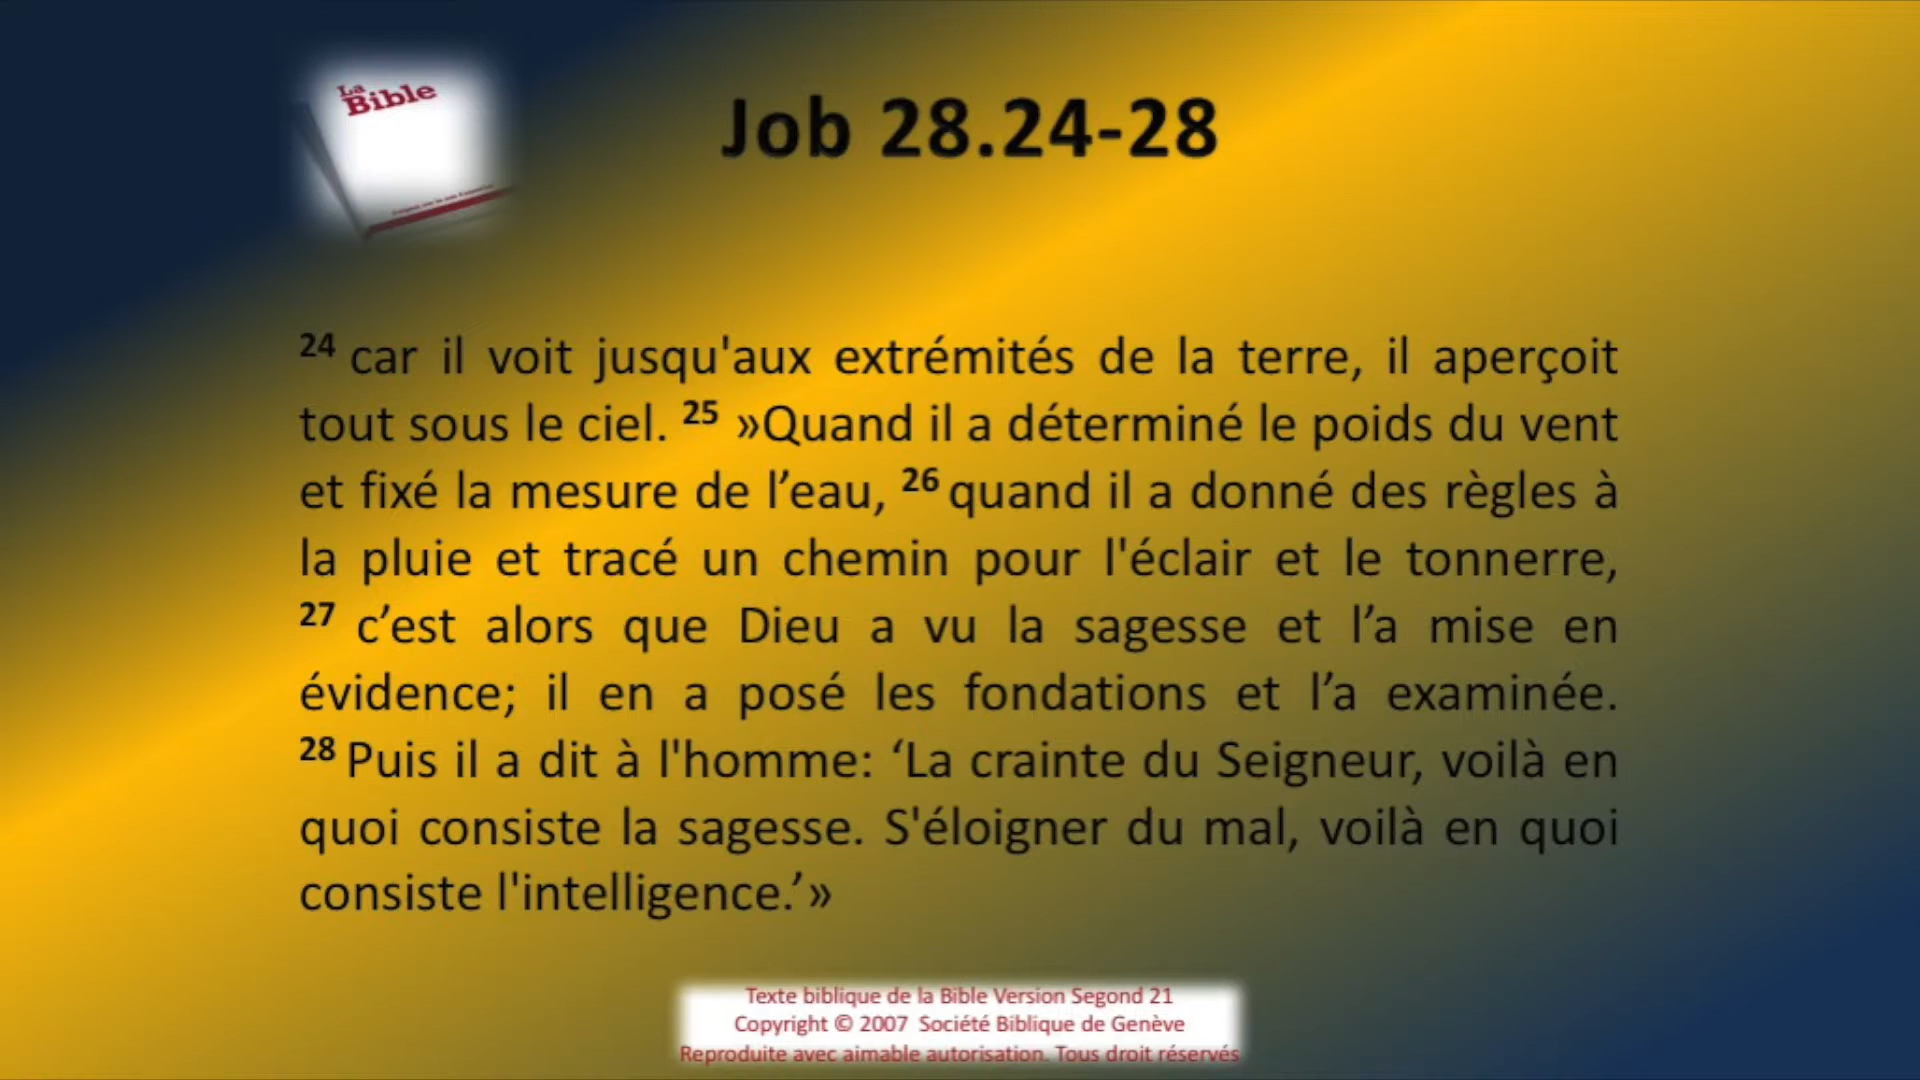 La
Bible
Job 28.24-28
24 car il voit jusqu'aux extrémités de la terre, il aperçoit
tout sous le ciel. 25 »Quand il a déterminé le poids du vent
et fixé la mesure de l’eau, 26 quand il a donné des règles à
la pluie et tracé un chemin pour l'éclair et le tonnerre,
27 c’est alors que Dieu a vu la sagesse et l’a mise en
évidence; il en a posé les fondations et l’a examinée.
28 Puis il a dit à l'homme: ‘La crainte du Seigneur, voilà en
quoi consiste la sagesse. S'éloigner du mal, voilà en quoi
consiste l'intelligence.’»
Texte biblique de la Bible Version Segond 21
Copyright © 2007 Société Biblique de Genève
Reproduite avec aimable autorisation. Tous droit réservés